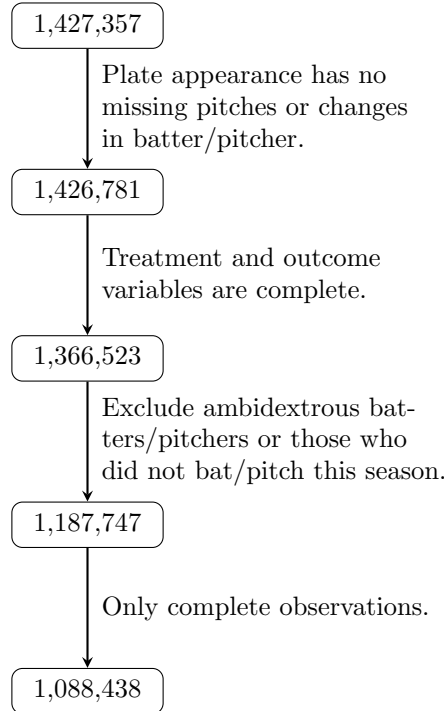 1,427,357
Plate appearance has no
missing pitches or changes
in batter/pitcher.
1,426,781
Treatment and outcome
variables are complete.
1,366,523
Exclude ambidextrous bat-
ters/pitchers or those who
did not bat/pitch this season.
1,187,747
Only complete observations.
1,088,438